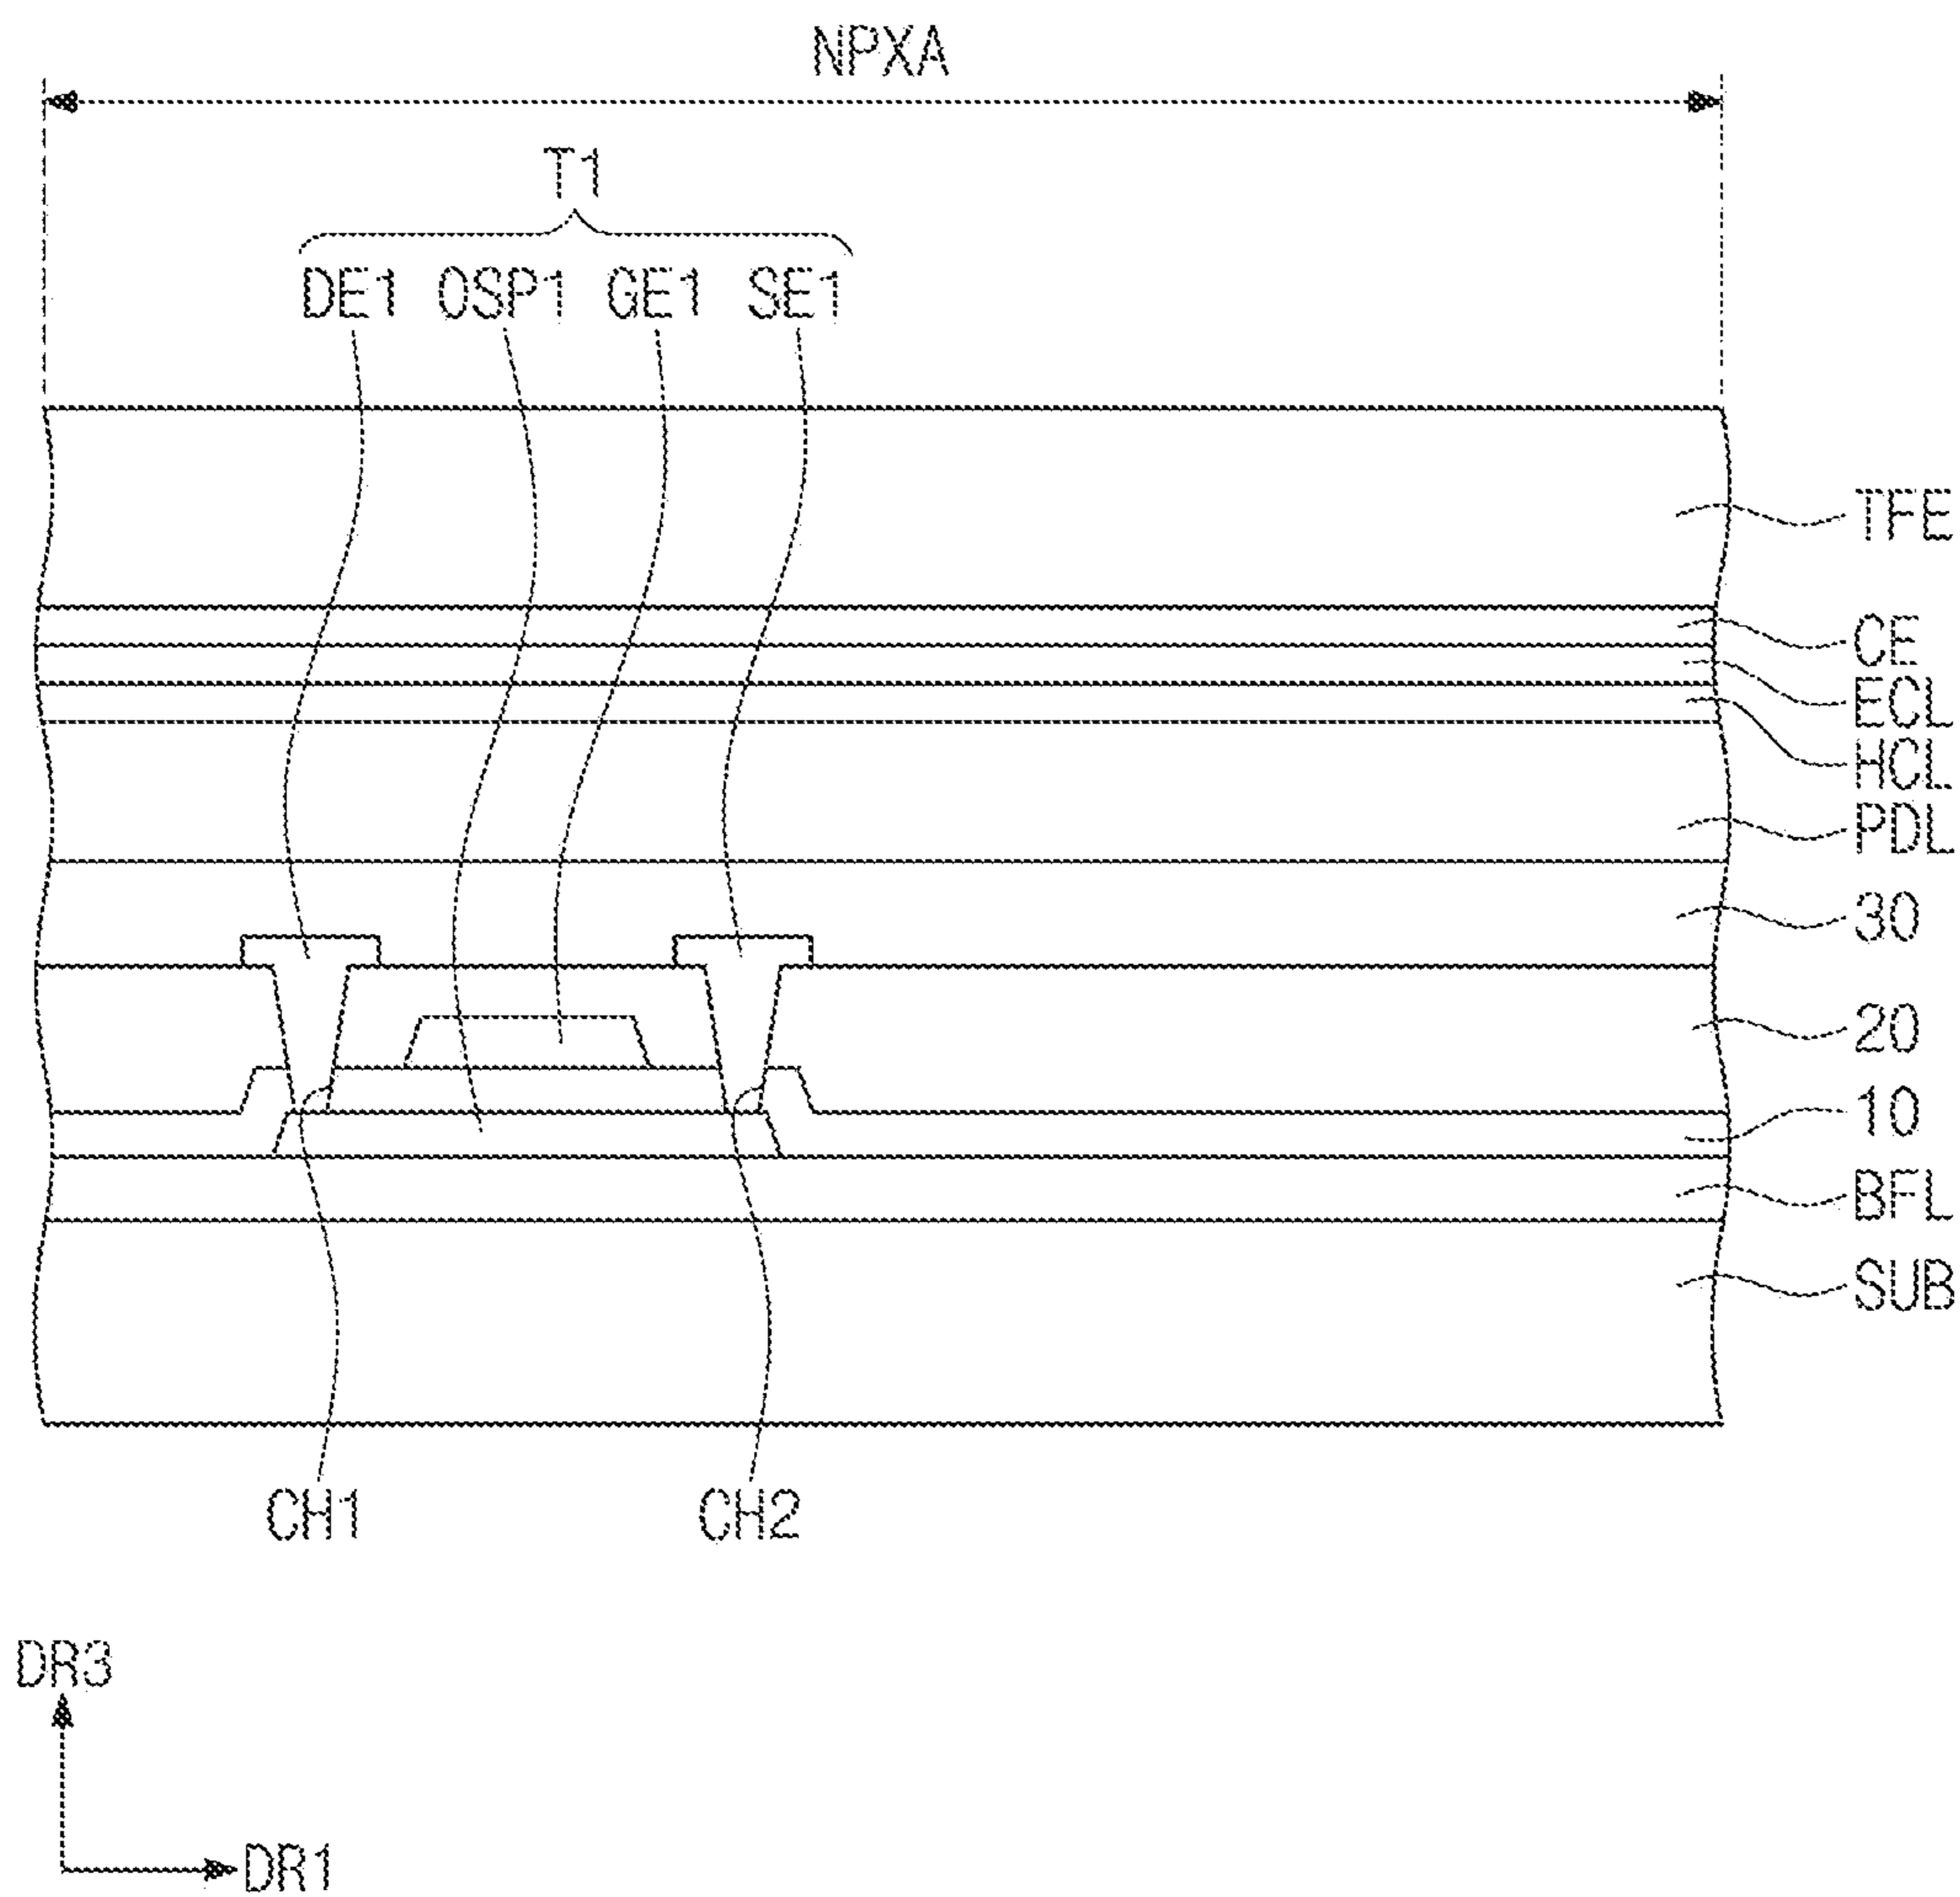 NPXA
T1
DE1 OSP1 GE1 SE1
TFE
CE
ECL
HCL
PDL
30
20
10
BFL
SUB
CH1 CH2
DR3
DR1